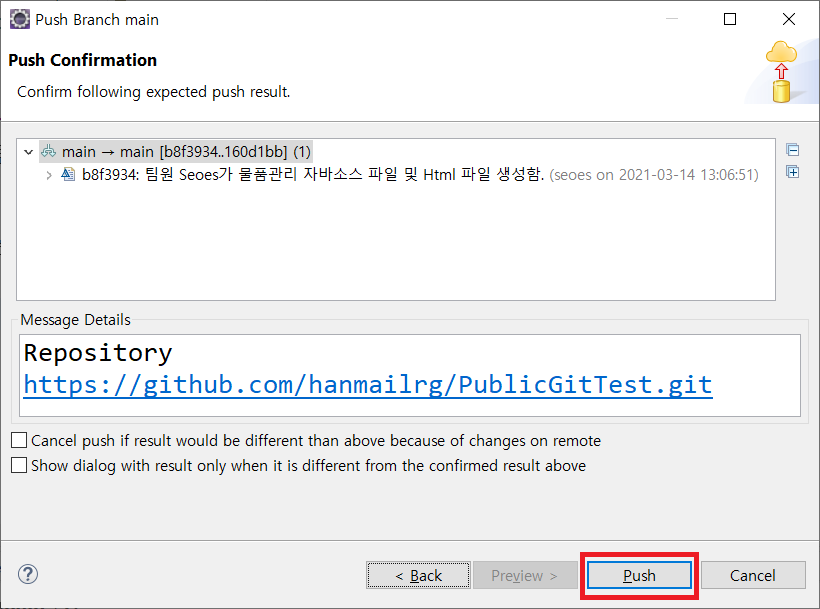 Push Branch main
Push Confirmation
Confirm following expected push result.
main → main [b8f3934..160d1bb] (1)
b8f3934: 팀원 Seoes가 물품관리 자바소스 파일 및 Html 파일 생성함. (seoes on 2021-03-14 13:06:51)
Message Details
Repository
https://github.com/hanmailrg/PublicGitTest.git
Cancel push if result would be different than above because of changes on remote
Show dialog with result only when it is different from the confirmed result above
< Back Preview > Push Cancel